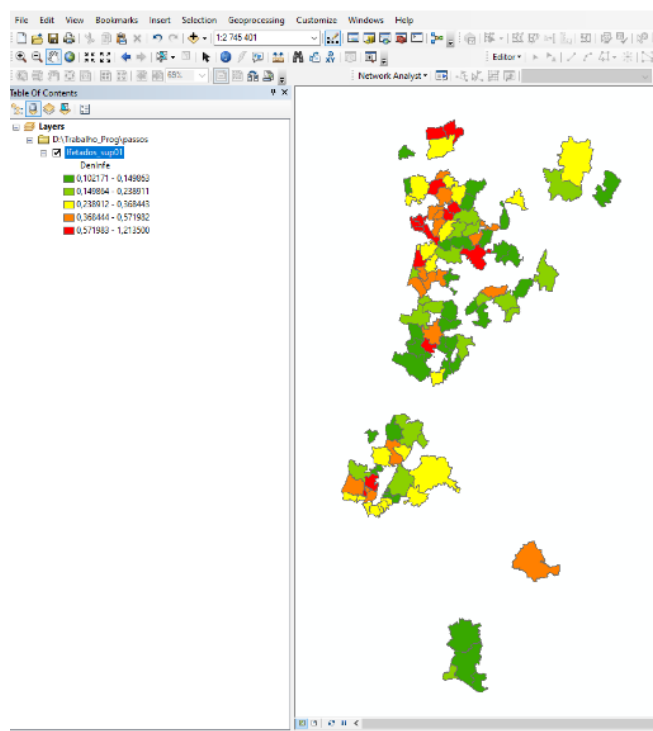 File Edit View Bookmarks Insert Selection Geoprocessing Customize Windows Help
1:2 745 401
Editor
69%
Network Analyst
Table Of Contents
Layers
D:\Trabalho_Prog\passos
DenInfe
0,102171 - 0,149863
0,149864 - 0,238911
0,238912 - 0,368443
0,368444 - 0,571982
0,571983 - 1,213500